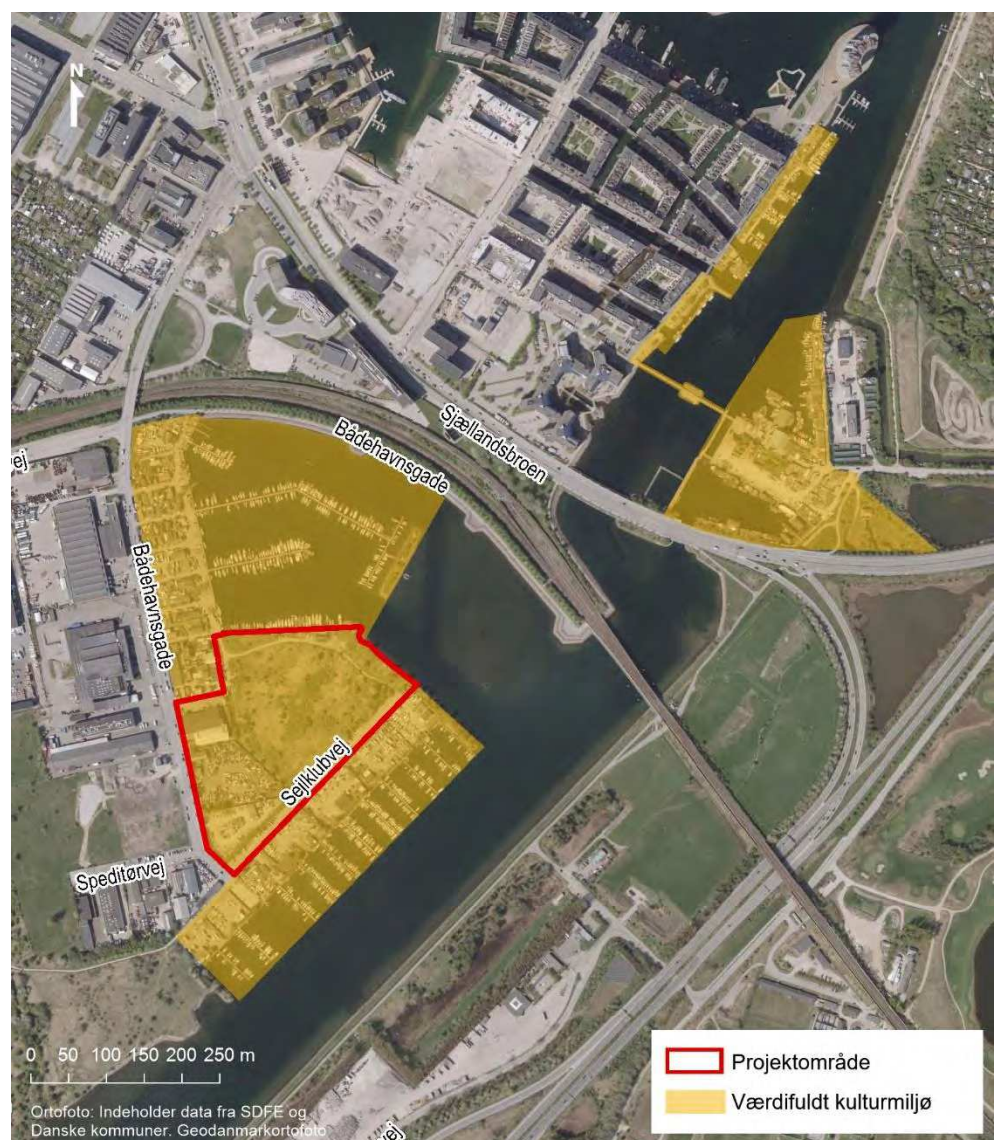 N
Sjællandsbroen
Bådehavnsgade
vej
Bådehavnsgade
Sejlklubvej
Speditørvej
0 50 100 150 200 250 m
Ortofoto: Indeholder data fra SDFE og
Danske kommuner. Geodanmarkortofoto
vej
Projektområde
Værdifuldt kulturmiljø